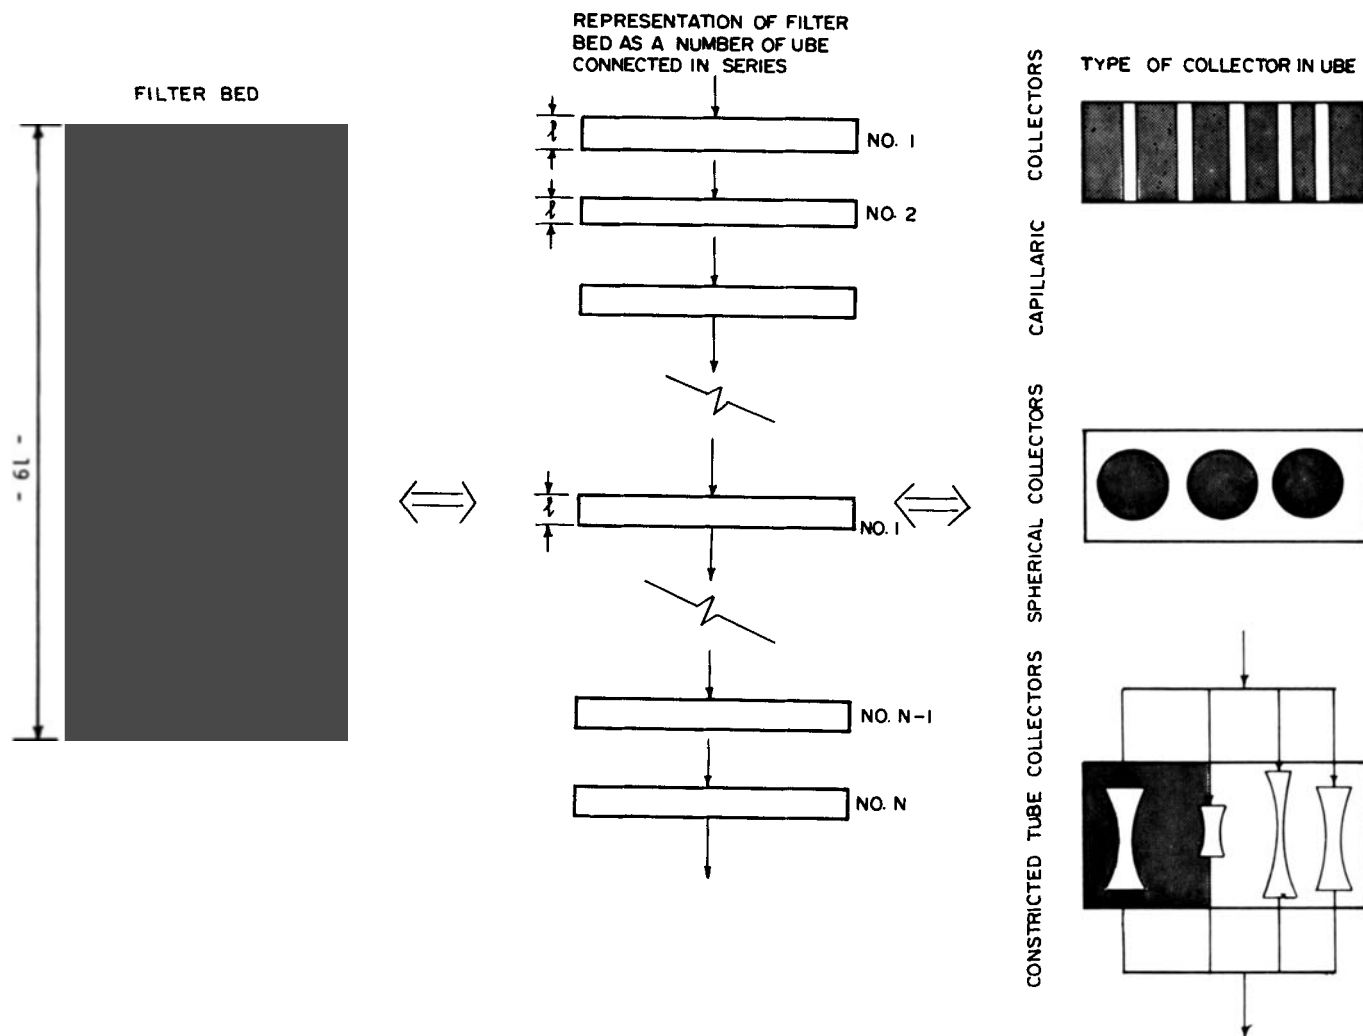 REPRESENTATION OF FILTER
BED AS A NUMBER OF UBE
CONNECTED IN SERIES
FILTER BED
- 19 -
l
NO. 1
l
NO. 2
l
NO. 1
NO. N-1
NO. N
TYPE OF COLLECTOR IN UBE
CAPILLARIC COLLECTORS
SPHERICAL COLLECTORS
CONSTRICTED TUBE COLLECTORS